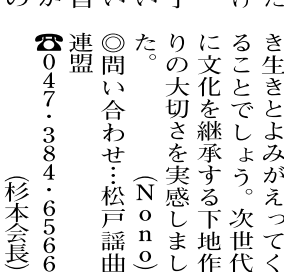 き生きとよみがえってく
ることでしょう。次世代
に文化を継承する下地作
りの大切さを実感しまし
た。（Nono）
◎問い合わせ…松戸謡曲
連盟
☎047・384・6566
（杉本会長）